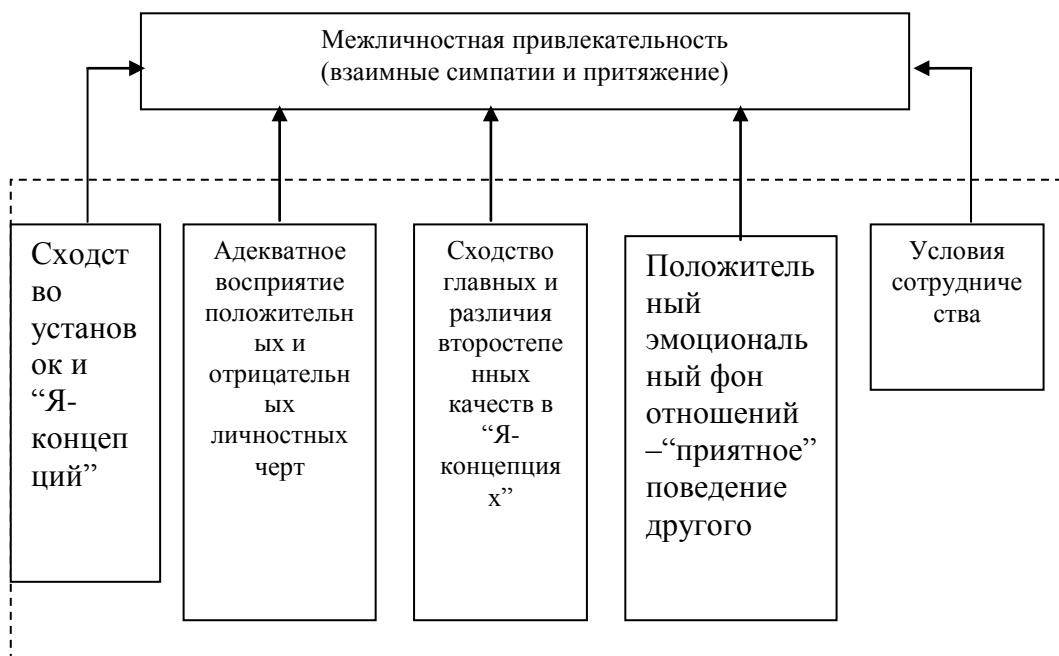 Межличностная привлекательность
(взаимные симпатии и притяжение)
Сходст
во
установ
ок и
“Я-
концеп
ций”
Адекватное
восприятие
положительн
ых и
отрицательн
ых
личностных
черт
Сходство
главных и
различия
второстепе
нных
качеств в
“Я-
концепция
х”
Положитель
ный
эмоциональ
ный фон
отношений
–“приятное”
поведение
другого
Условия
сотрудниче
ства